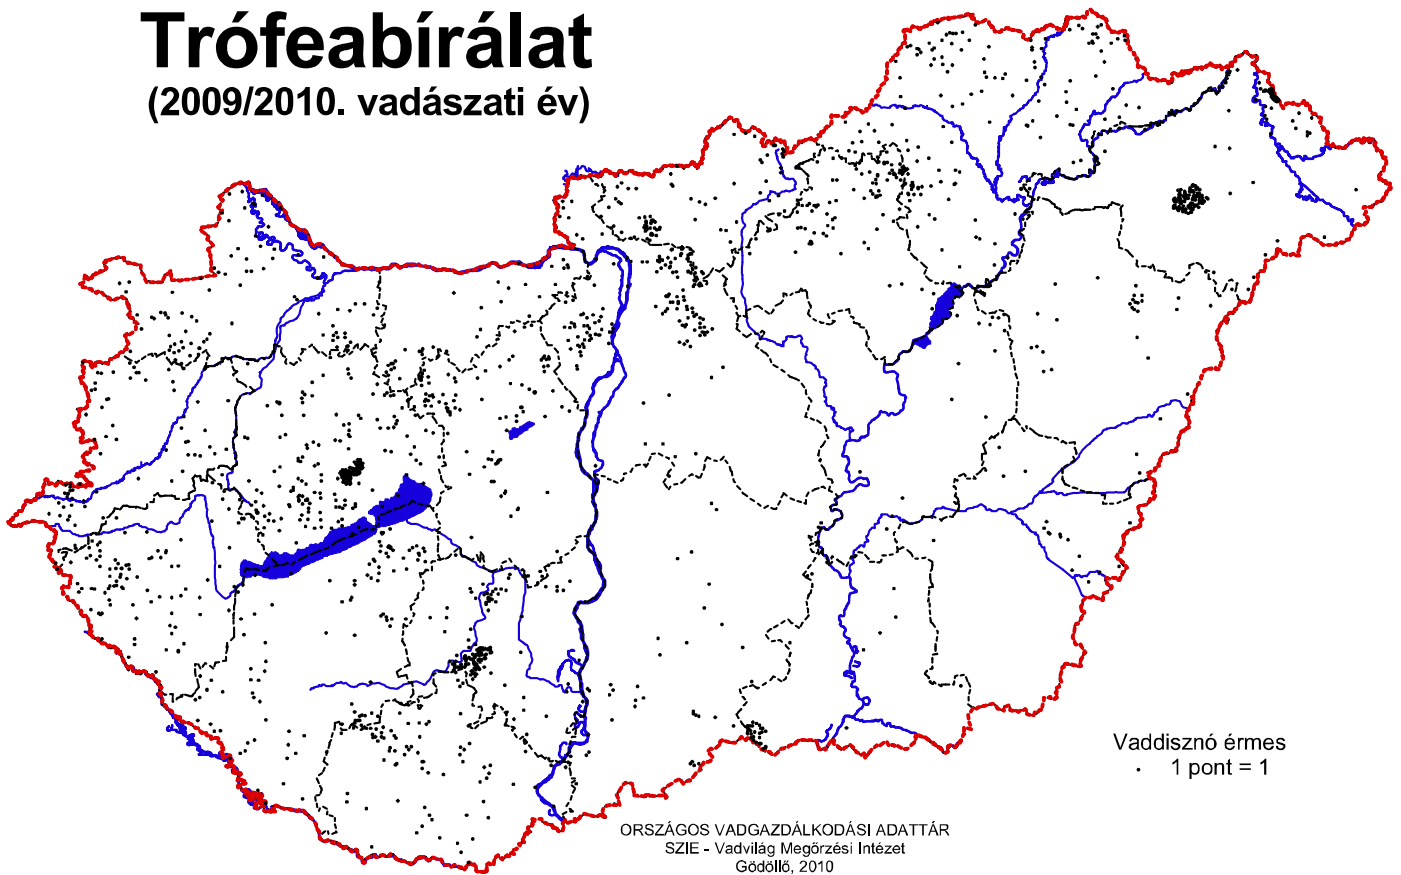 Trófeabírálat
(2009/2010. vadászati év)
Vaddisznó érmes
1 pont = 1
ORSZÁGOS VADGAZDÁLKODÁSI ADATTÁR
SZIE - Vadvilág Megőrzési Intézet
Gödöllő, 2010